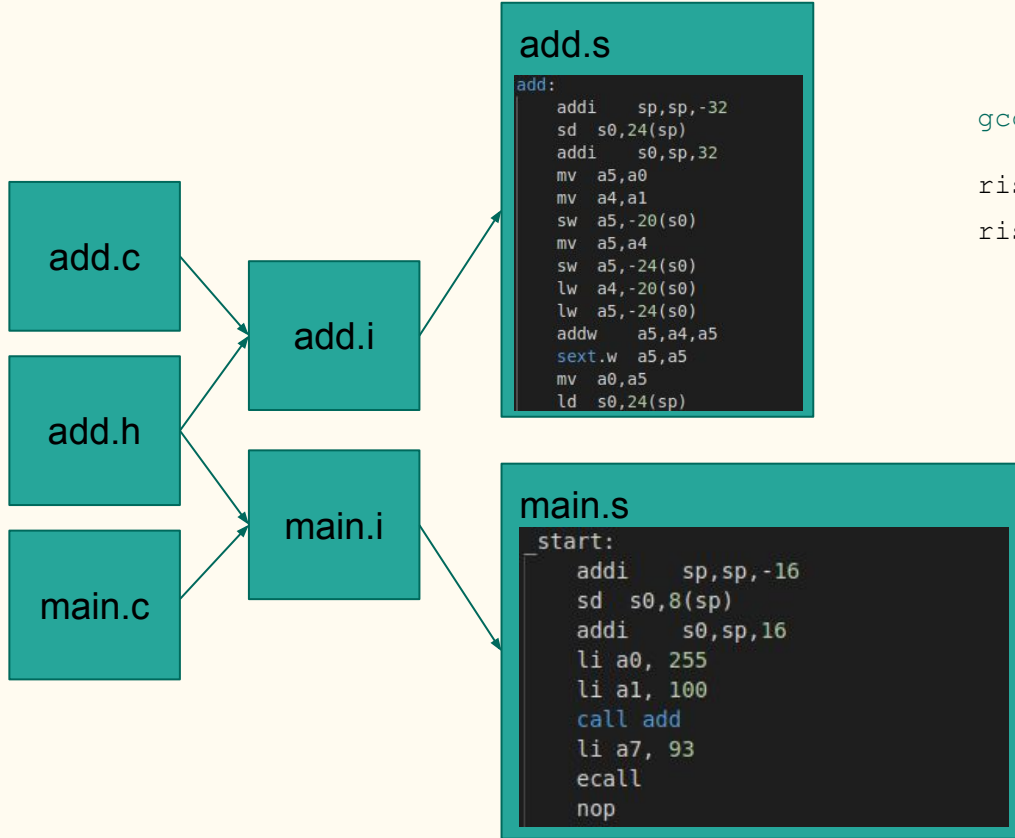 add.c
add.h
main.c
add.i
main.i
add.s
add:
addi sp,sp,-32
sd s0,24(sp)
addi s0,sp,32
mv a5,a0
mv a4,a1
sw a5,-20(s0)
mv a5,a4
sw a5,-24(s0)
lw a4,-20(s0)
lw a5,-24(s0)
addw a5,a4,a5
sext.w a5,a5
mv a0,a5
ld s0,24(sp)
main.s
_start:
addi sp,sp,-16
sd s0,8(sp)
addi s0,sp,16
li a0, 255
li a1, 100
call add
li a7, 93
ecall
nop